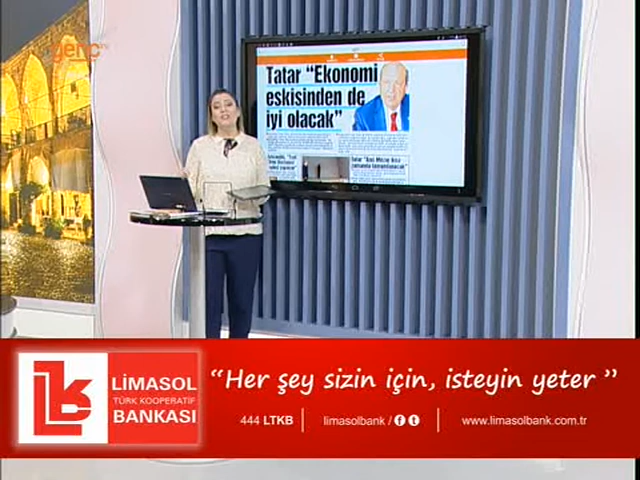 genç
Tatar "Ekonomi
eskisinden de
iyi olacak"
LİMASOL
TÜRK KOOPERATİF
BANKASI
"Her şey sizin için, isteyin yeter"
444 LTKB
limasolbank /
www.limasolbank.com.tr